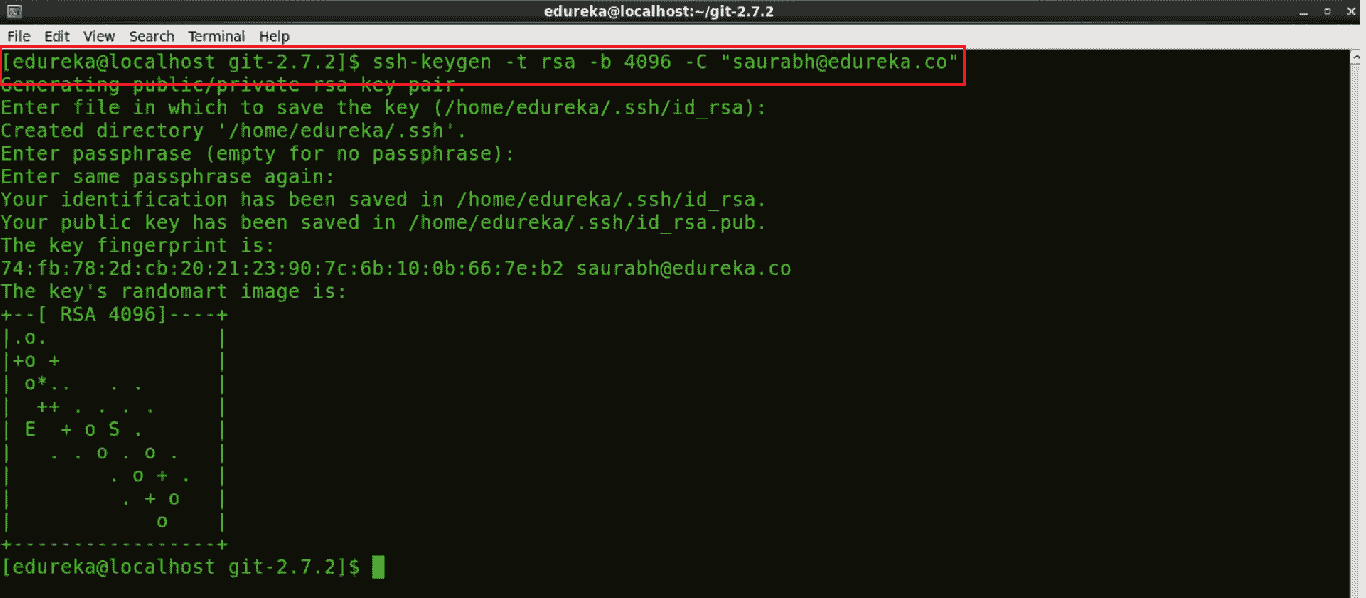 edureka@localhost:~/git-2.7.2
File Edit View Search Terminal Help
[edureka@localhost git-2.7.2]$ ssh-keygen -t rsa -b 4096 -C "saurabh@edureka.co"
Generating public/private rsa key pair.
Enter file in which to save the key (/home/edureka/.ssh/id_rsa):
Created directory '/home/edureka/.ssh'.
Enter passphrase (empty for no passphrase):
Enter same passphrase again:
Your identification has been saved in /home/edureka/.ssh/id_rsa.
Your public key has been saved in /home/edureka/.ssh/id_rsa.pub.
The key fingerprint is:
74:fb:78:2d:cb:20:21:23:90:7c:6b:10:0b:66:7e:b2 saurabh@edureka.co
The key's randomart image is:
+--[ RSA 4096]----+
|.o.              |
|+o +             |
| o*..   . .      |
|  ++ . . . .     |
| E  + o S .      |
|   . . o . o .   |
|        . o + .  |
|         . + o   |
|            o    |
+-----------------+
[edureka@localhost git-2.7.2]$